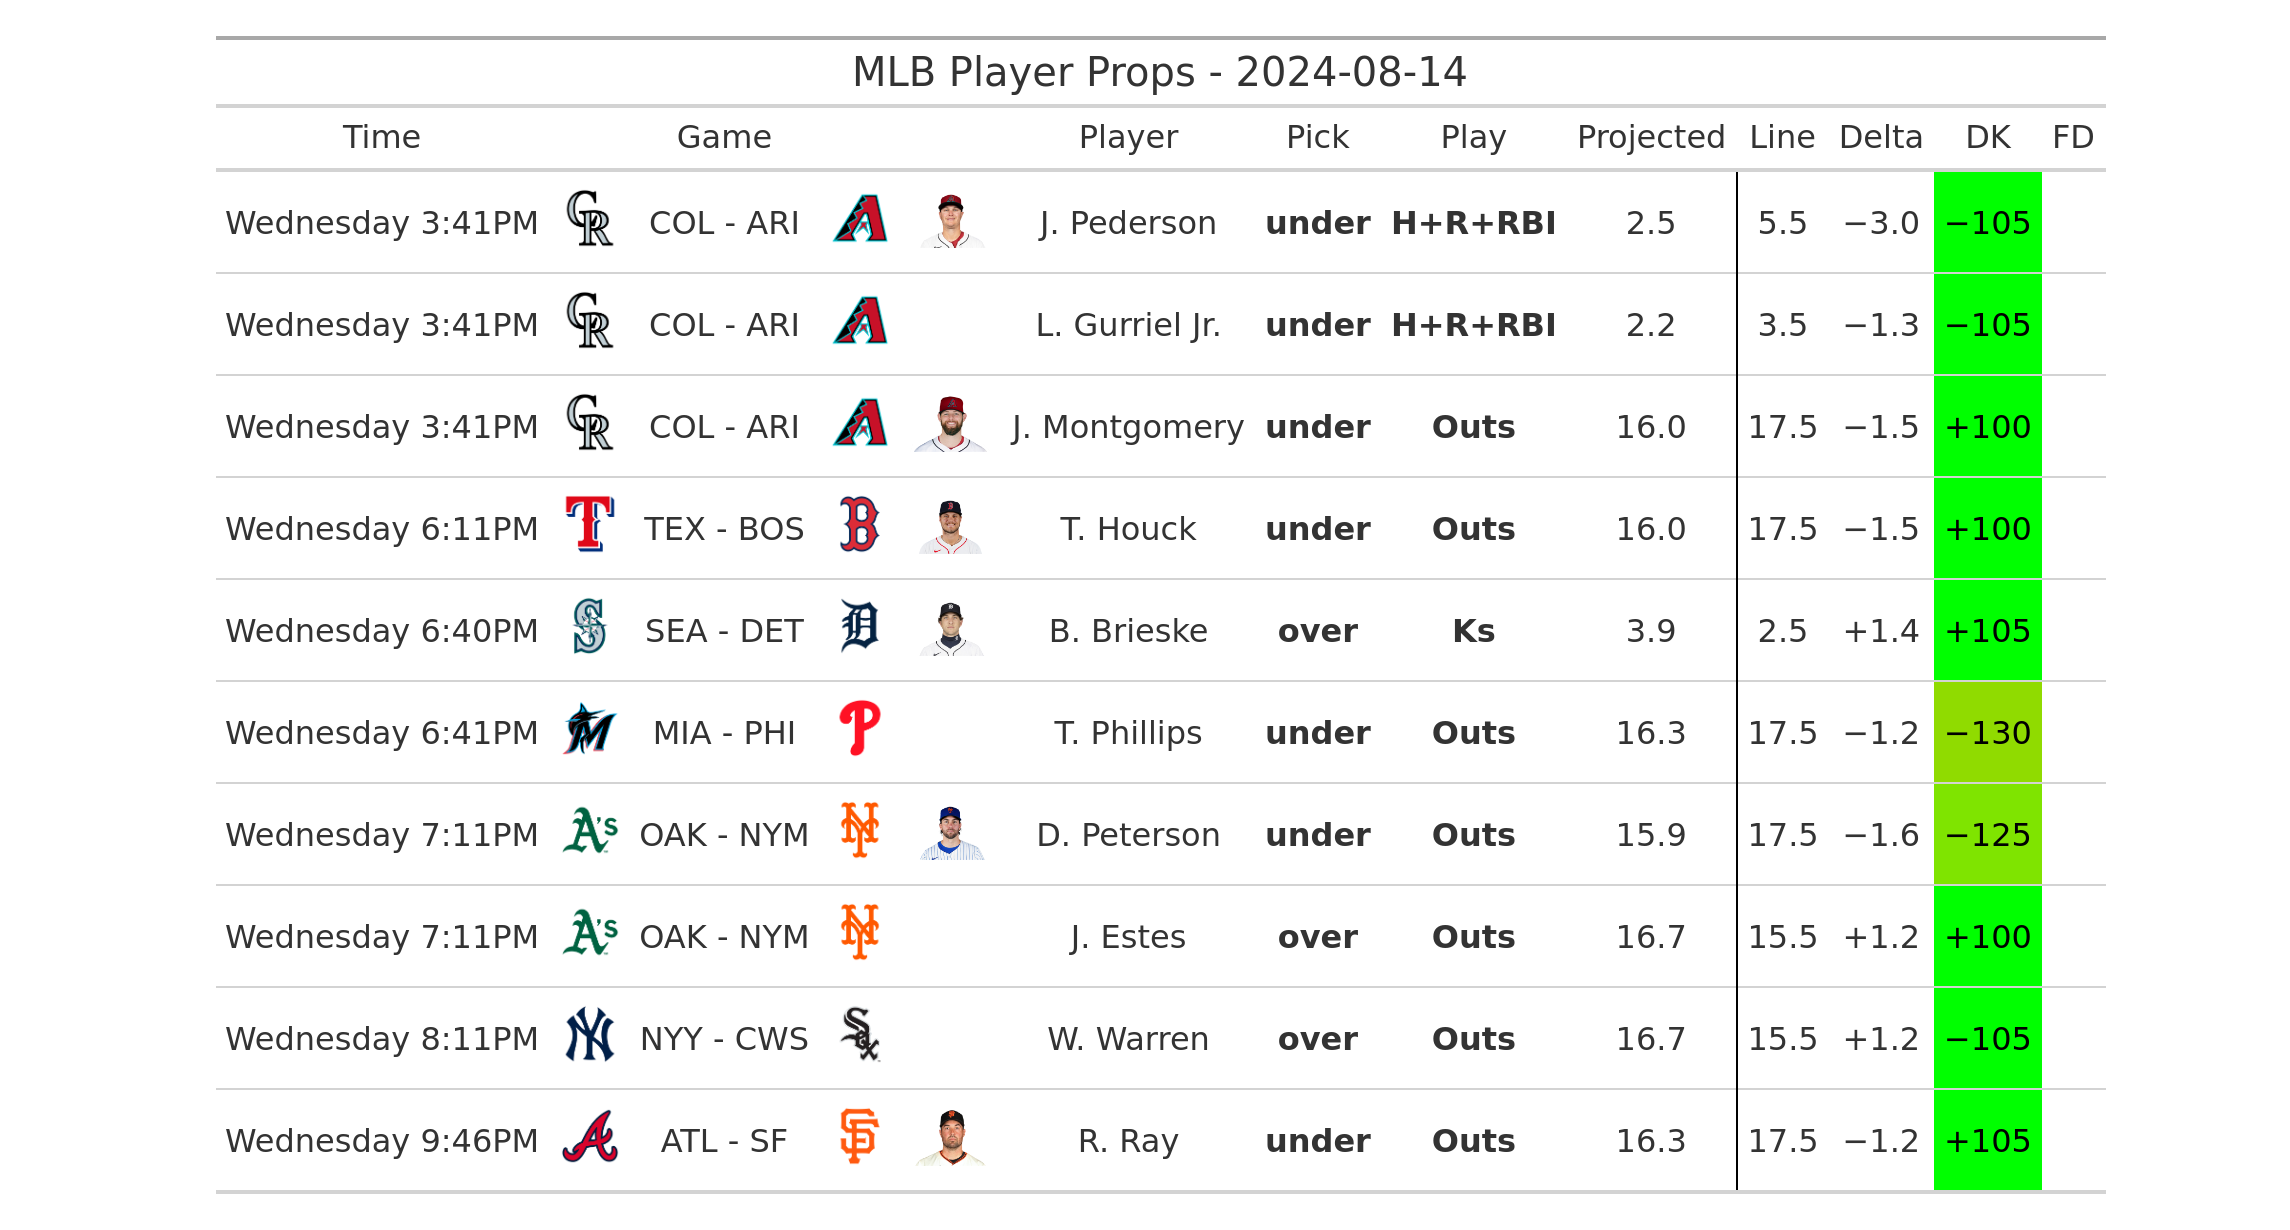 MLB Player Props - 2024-08-14
Time Game Player Pick Play Projected Line Delta DK FD
Wednesday 3:41PM COL - ARI J. Pederson under H+R+RBI 2.5 5.5 −3.0 −105
Wednesday 3:41PM COL - ARI L. Gurriel Jr. under H+R+RBI 2.2 3.5 −1.3 −105
Wednesday 3:41PM COL - ARI J. Montgomery under Outs 16.0 17.5 −1.5 +100
Wednesday 6:11PM TEX - BOS T. Houck under Outs 16.0 17.5 −1.5 +100
Wednesday 6:40PM SEA - DET B. Brieske over Ks 3.9 2.5 +1.4 +105
Wednesday 6:41PM MIA - PHI T. Phillips under Outs 16.3 17.5 −1.2 −130
Wednesday 7:11PM OAK - NYM D. Peterson under Outs 15.9 17.5 −1.6 −125
Wednesday 7:11PM OAK - NYM J. Estes over Outs 16.7 15.5 +1.2 +100
Wednesday 8:11PM NYY - CWS W. Warren over Outs 16.7 15.5 +1.2 −105
Wednesday 9:46PM ATL - SF R. Ray under Outs 16.3 17.5 −1.2 +105